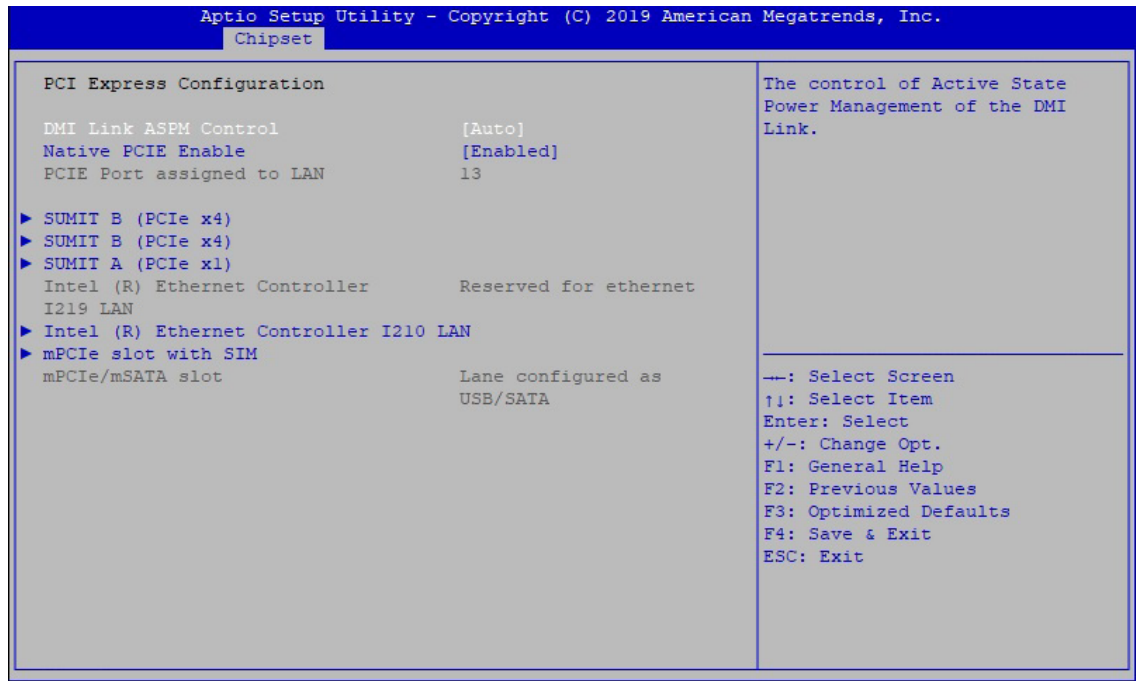 Aptio Setup Utility - Copyright (C) 2019 American Megatrends, Inc.
Chipset
PCI Express Configuration
DMI Link ASPM Control [Auto]
Native PCIE Enable [Enabled]
PCIE Port assigned to LAN 13
► SUMIT B (PCIe x4)
► SUMIT B (PCIe x4)
► SUMIT A (PCIe x1)
Intel (R) Ethernet Controller Reserved for ethernet
I219 LAN
► Intel (R) Ethernet Controller I210 LAN
► mPCIe slot with SIM
mPCIe/mSATA slot Lane configured as
USB/SATA
The control of Active State
Power Management of the DMI
Link.
→←: Select Screen
↑↓: Select Item
Enter: Select
+/-: Change Opt.
F1: General Help
F2: Previous Values
F3: Optimized Defaults
F4: Save & Exit
ESC: Exit